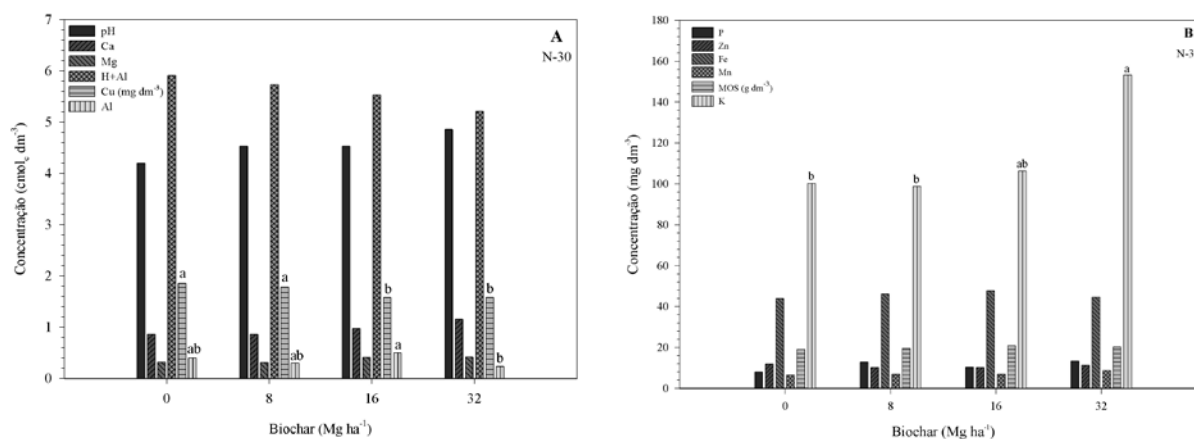 A
N-30
pH
Ca
Mg
H+Al
Cu (mg dm⁻³)
Al
Concentração (cmol_c dm⁻³)
7
6
5
4
3
2
1
0
a
ab
a
ab
b
a
b
b
0 8 16 32
Biochar (Mg ha⁻¹)
B
N-3
P
Zn
Fe
Mn
MOS (g dm⁻³)
K
Concentração (mg dm⁻³)
180
160
140
120
100
80
60
40
20
0
b
b
ab
a
0 8 16 32
Biochar (Mg ha⁻¹)